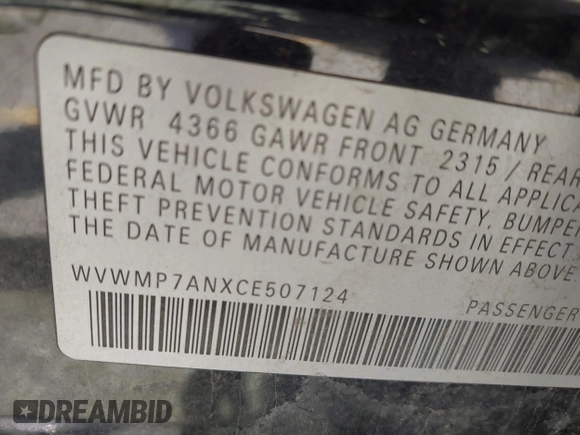 MFD BY VOLKSWAGEN AG GERMANY
GVWR 4366 GAWR FRONT 2315 / REAR
THIS VEHICLE CONFORMS TO ALL APPLICA
FEDERAL MOTOR VEHICLE SAFETY, BUMPER
THEFT PREVENTION STANDARDS IN EFFECT
THE DATE OF MANUFACTURE SHOWN ABOVE.
WVWMP7ANXCE507124 PASSENGER
DREAMBID